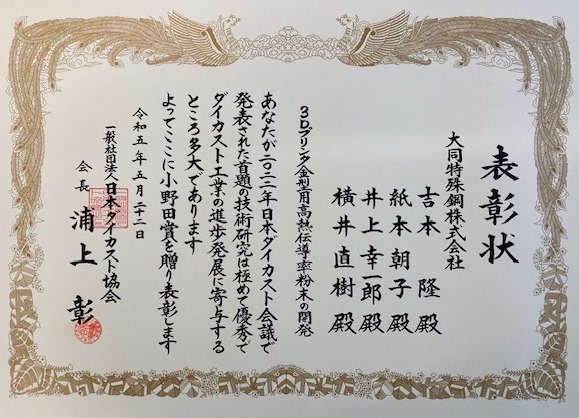 表彰状
大同特殊鋼株式会社
吉本 隆 殿
紙本朝子 殿
井上幸一郎 殿
横井直樹 殿
3Dプリンタ金型用高熱伝導率粉末の開発
あなたが二〇二二年日本ダイカスト会議で
発表された首題の技術研究は極めて優秀で
ダイカスト工業の進歩発展に寄与する
ところ多大であります
よってここに小野田賞を贈り表彰します
令和五年五月二十二日
一般社団法人日本ダイカスト協会
会長 浦上 彰